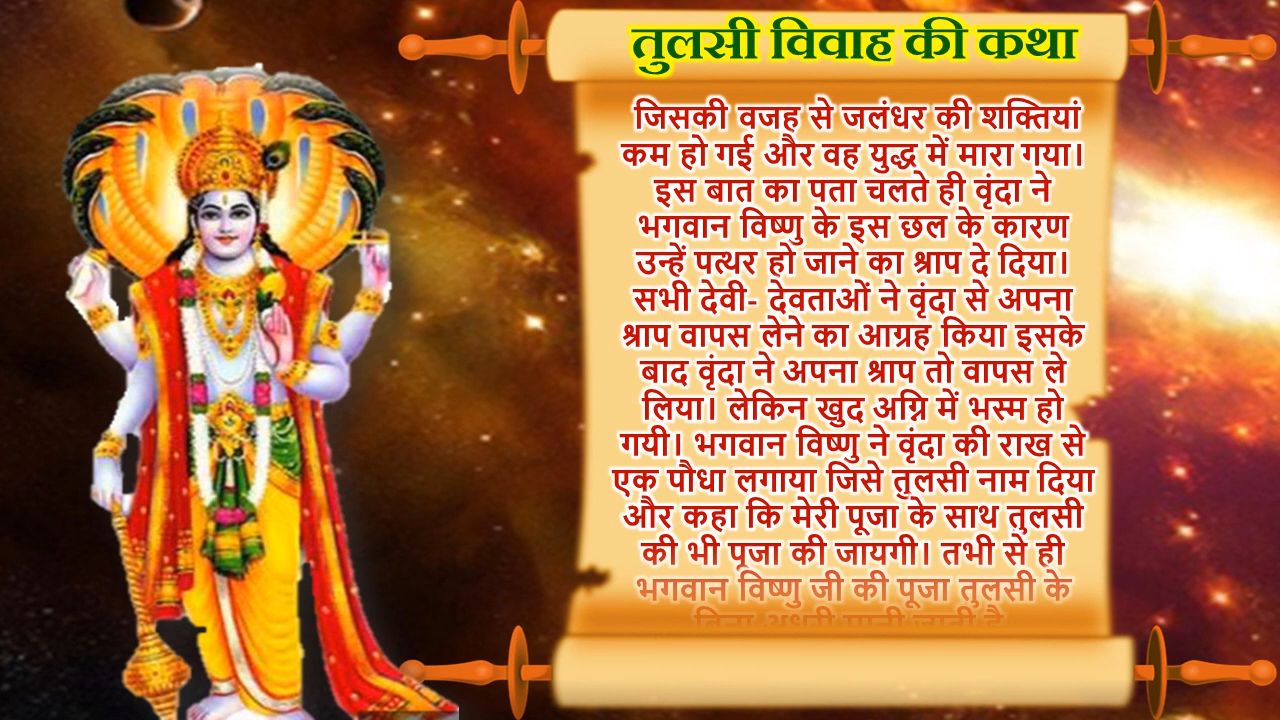 तुलसी विवाह की कथा
जिसकी वजह से जलंधर की शक्तियां
कम हो गई और वह युद्ध में मारा गया।
इस बात का पता चलते ही वृंदा ने
भगवान विष्णु के इस छल के कारण
उन्हें पत्थर हो जाने का श्राप दे दिया।
सभी देवी- देवताओं ने वृंदा से अपना
श्राप वापस लेने का आग्रह किया इसके
बाद वृंदा ने अपना श्राप तो वापस ले
लिया। लेकिन खुद अग्नि में भस्म हो
गयी। भगवान विष्णु ने वृंदा की राख से
एक पौधा लगाया जिसे तुलसी नाम दिया
और कहा कि मेरी पूजा के साथ तुलसी
की भी पूजा की जायगी। तभी से ही
भगवान विष्णु जी की पूजा तुलसी के